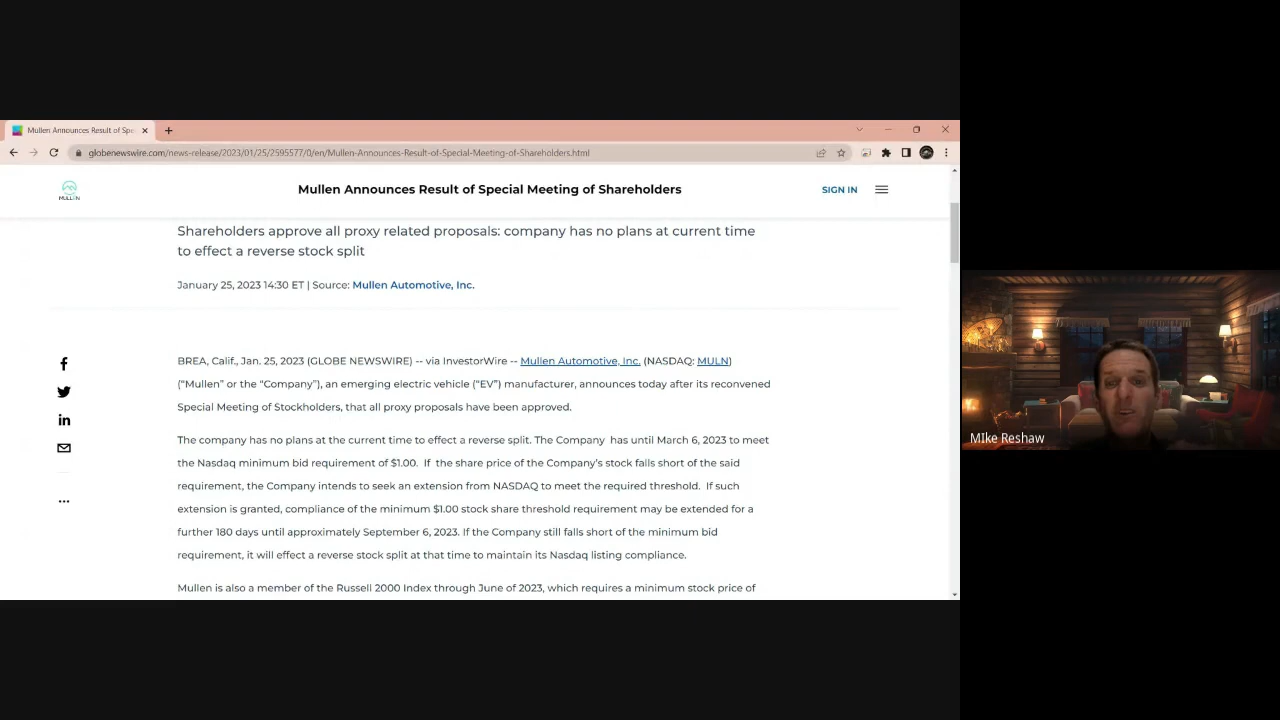 Mullen Announces Result of Spe
globenewswire.com/news-release/2023/01/25/2595577/0/en/Mullen-Announces-Result-of-Special-Meeting-of-Shareholders.html
MULLEN
Mullen Announces Result of Special Meeting of Shareholders
SIGN IN
Shareholders approve all proxy related proposals: company has no plans at current time
to effect a reverse stock split
January 25, 2023 14:30 ET | Source: Mullen Automotive, Inc.
BREA, Calif., Jan. 25, 2023 (GLOBE NEWSWIRE) -- via InvestorWire -- Mullen Automotive, Inc. (NASDAQ: MULN)
(“Mullen” or the “Company”), an emerging electric vehicle (“EV”) manufacturer, announces today after its reconvened
Special Meeting of Stockholders, that all proxy proposals have been approved.
The company has no plans at the current time to effect a reverse split. The Company has until March 6, 2023 to meet
the Nasdaq minimum bid requirement of $1.00. If the share price of the Company’s stock falls short of the said
requirement, the Company intends to seek an extension from NASDAQ to meet the required threshold. If such
extension is granted, compliance of the minimum $1.00 stock share threshold requirement may be extended for a
further 180 days until approximately September 6, 2023. If the Company still falls short of the minimum bid
requirement, it will effect a reverse stock split at that time to maintain its Nasdaq listing compliance.
Mullen is also a member of the Russell 2000 Index through June of 2023, which requires a minimum stock price of
MIke Reshaw